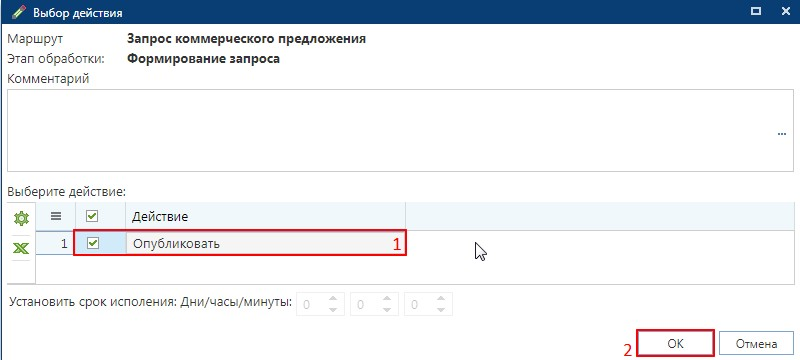 Выбор действия
Маршрут Запрос коммерческого предложения
Этап обработки: Формирование запроса
Комментарий
...
Выберите действие:
Действие
1 Опубликовать 1
Установить срок исполения: Дни/часы/минуты: 0 0 0
2 ОК Отмена